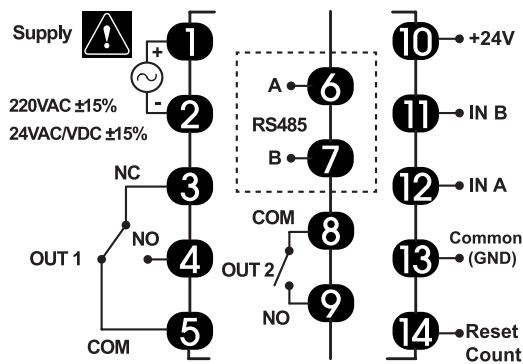 Supply
1
+
-
2
220VAC ±15%
24VAC/VDC ±15%
NC
3
NO
4
OUT 1
COM
5
A
6
RS485
B
7
COM
8
OUT 2
NO
9
10
+24V
11
IN B
12
IN A
13
Common
(GND)
14
Reset
Count